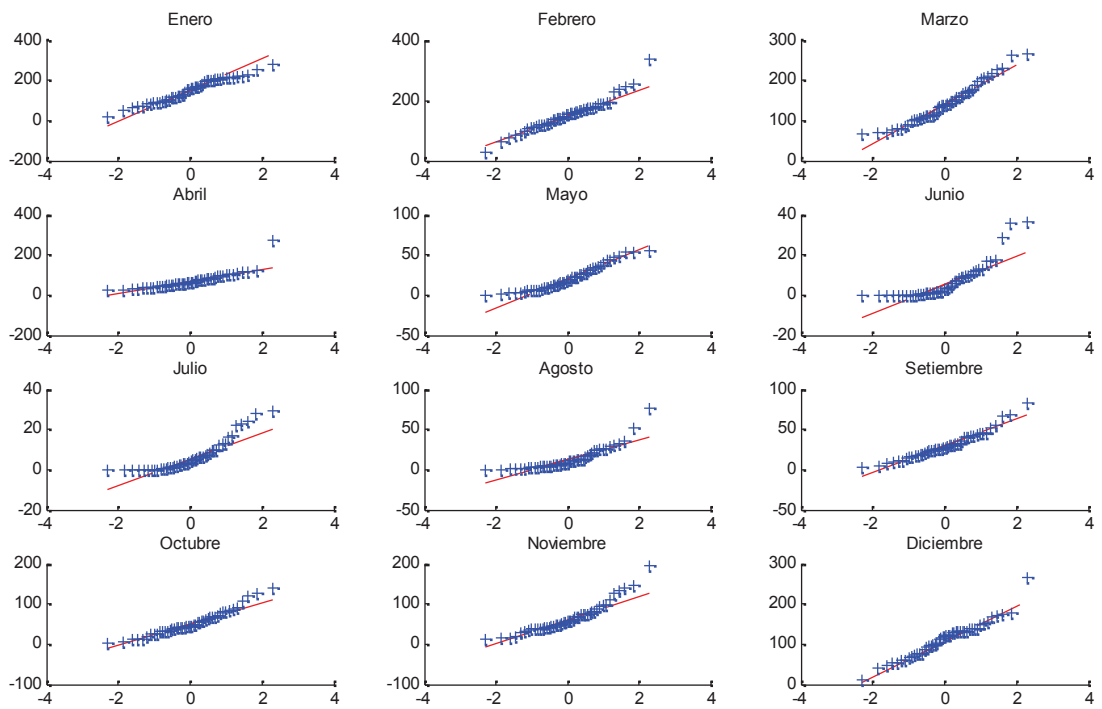 Enero Febrero Marzo
400 400 300
200 200
200
0 100
-200 0 0
-4 -2 0 2 4 -4 -2 0 2 4 -4 -2 0 2 4
Abril Mayo Junio
400 100 40
200 50 20
0 0 0
-200 -50 -20
-4 -2 0 2 4 -4 -2 0 2 4 -4 -2 0 2 4
Julio Agosto Setiembre
40 100 100
20 50 50
0 0 0
-20 -50 -50
-4 -2 0 2 4 -4 -2 0 2 4 -4 -2 0 2 4
Octubre Noviembre Diciembre
200 200 300
100 100 200
0 0 100
-100 -100 0
-4 -2 0 2 4 -4 -2 0 2 4 -4 -2 0 2 4